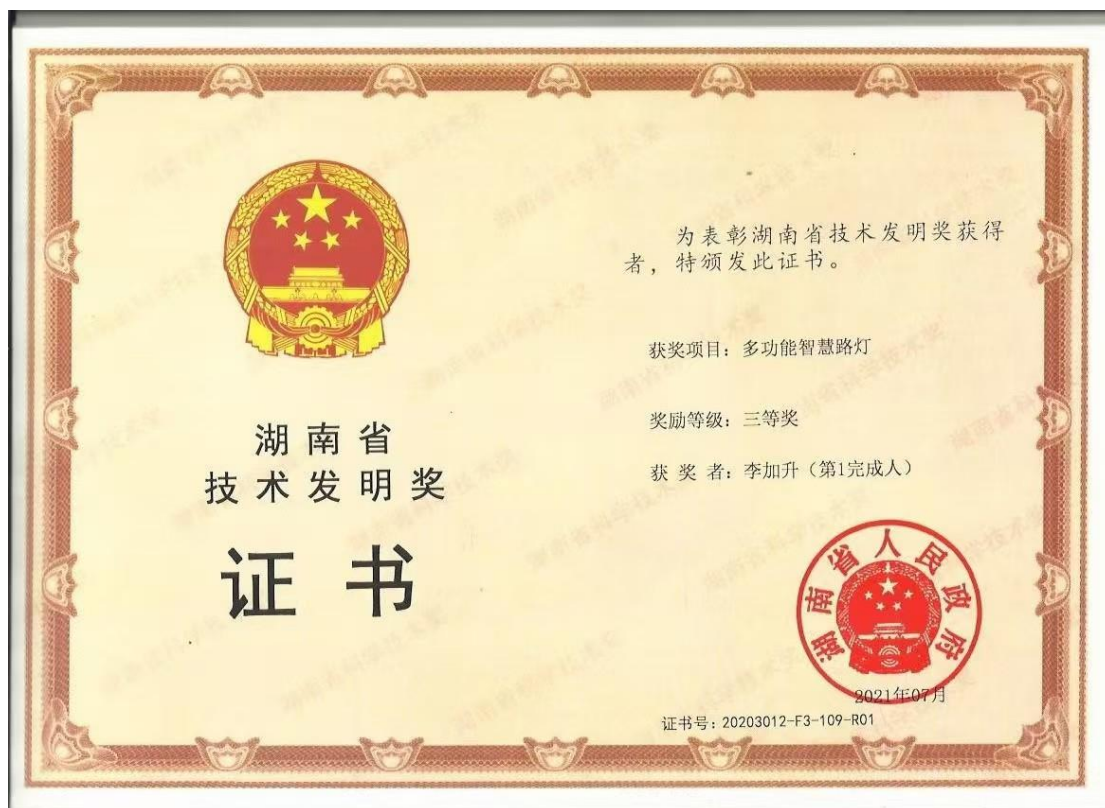 湖南省
技术发明奖
证书
为表彰湖南省技术发明奖获得
者，特颁发此证书。
获奖项目：多功能智慧路灯
奖励等级：三等奖
获 奖 者：李加升（第1完成人）
湖南省人民政府
2021年07月
证书号：20203012-F3-109-R01